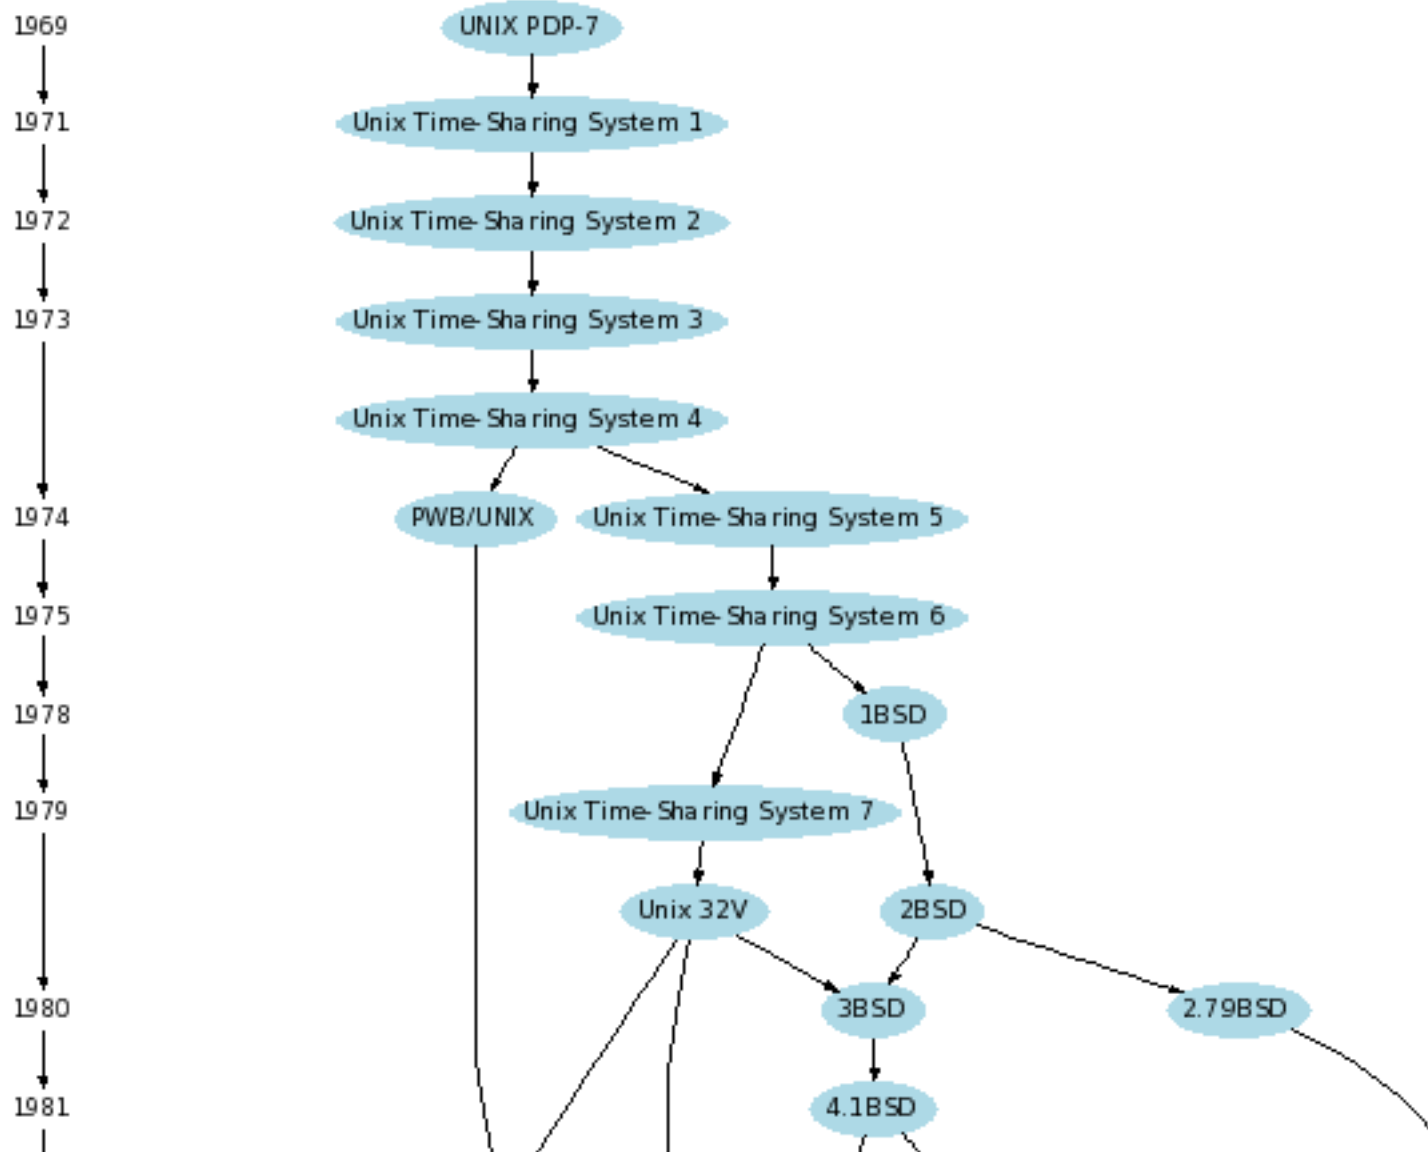 1969
UNIX PDP-7
1971
Unix Time-Sharing System 1
1972
Unix Time-Sharing System 2
1973
Unix Time-Sharing System 3
Unix Time-Sharing System 4
1974
PWB/UNIX
Unix Time-Sharing System 5
1975
Unix Time-Sharing System 6
1978
1BSD
1979
Unix Time-Sharing System 7
Unix 32V
2BSD
1980
3BSD
2.79BSD
1981
4.1BSD